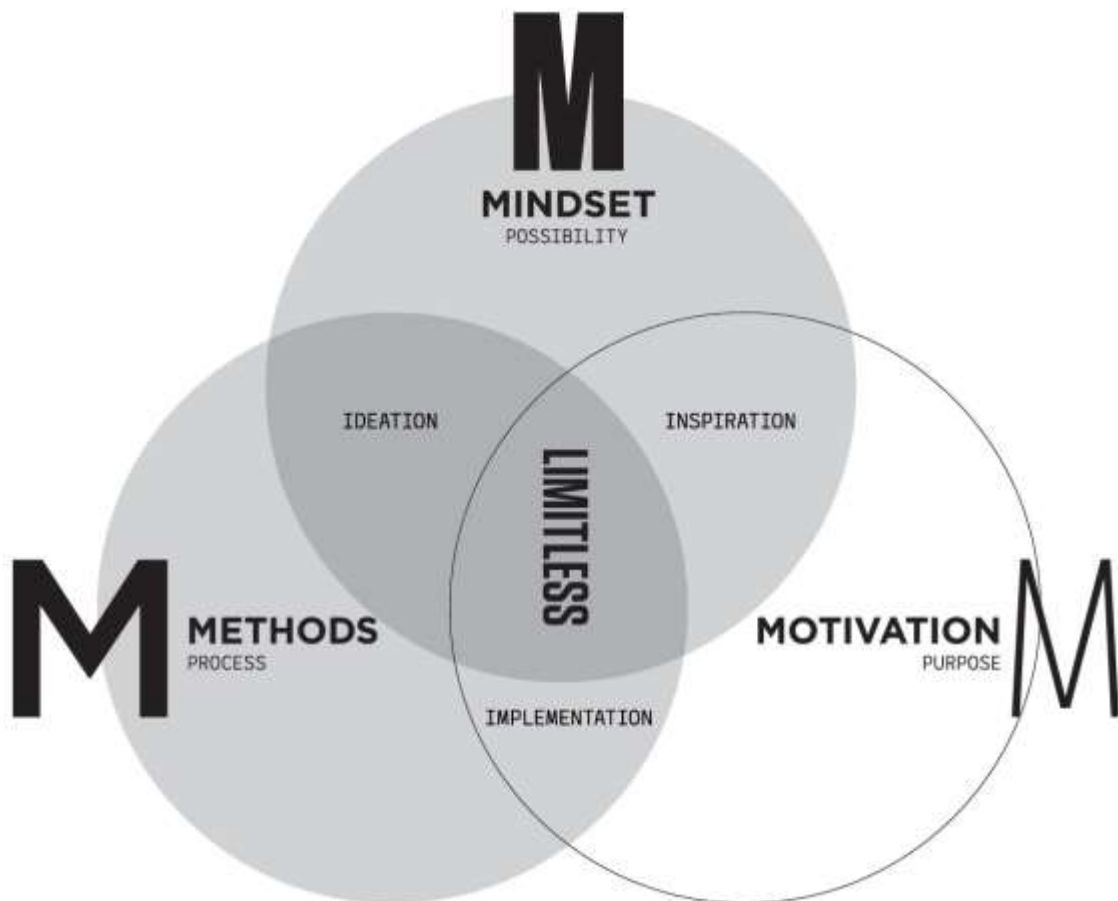 M
MINDSET
POSSIBILITY
IDEATION
INSPIRATION
LIMITLESS
M
METHODS
PROCESS
MOTIVATION
PURPOSE
M
IMPLEMENTATION